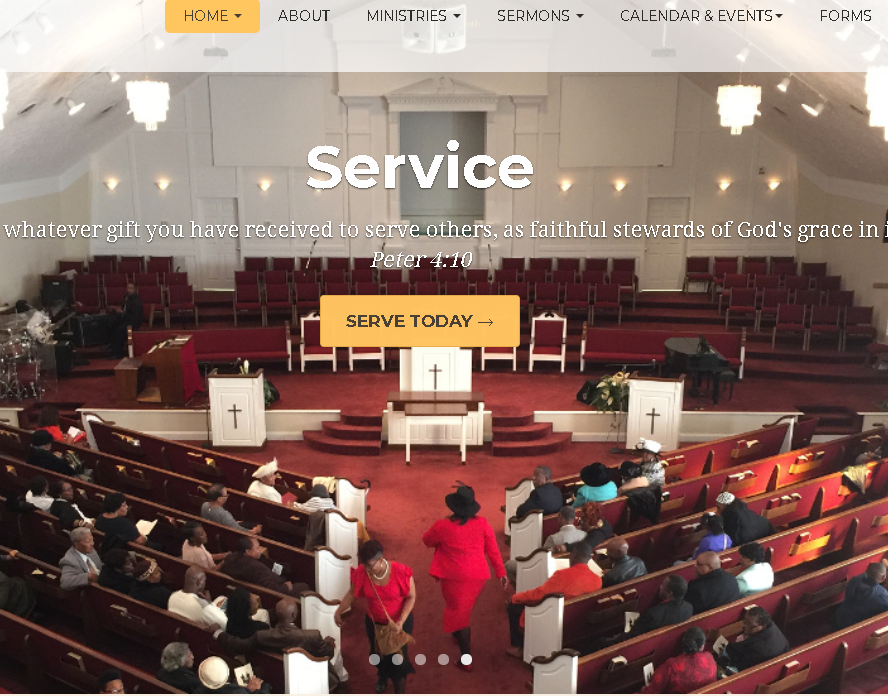 HOME ABOUT MINISTRIES SERMONS CALENDAR & EVENTS FORMS
Service
whatever gift you have received to serve others, as faithful stewards of God's grace in i
Peter 4:10
SERVE TODAY →